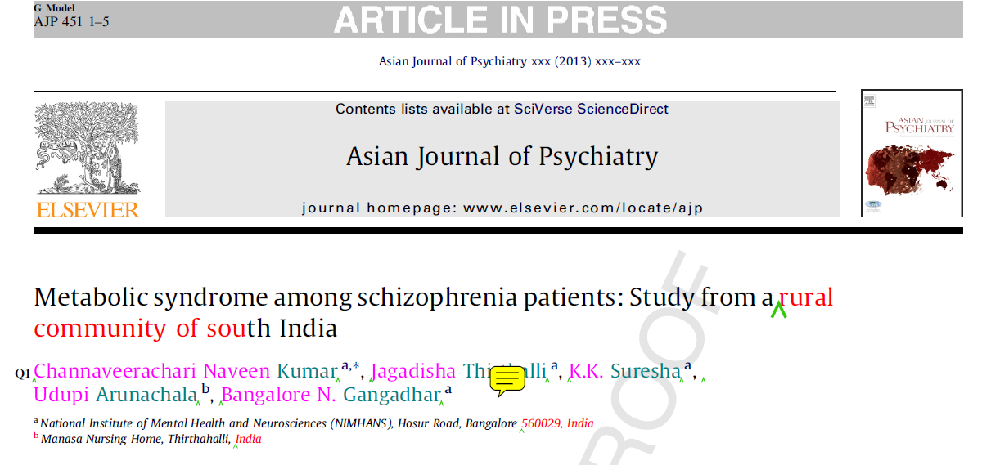 G Model
AJP 451 1–5
ARTICLE IN PRESS
Asian Journal of Psychiatry xxx (2013) xxx–xxx
Contents lists available at SciVerse ScienceDirect
Asian Journal of Psychiatry
journal homepage: www.elsevier.com/locate/ajp
NON SOLUS
ELSEVIER
ASIAN JOURNAL OF
PSYCHIATRY
Metabolic syndrome among schizophrenia patients: Study from a rural
community of south India
Q1 Channaveerachari Naveen Kumar a,*, Jagadisha a, K.K. Suresha a,
Udupi Arunachala b, Bangalore N. Gangadhar a
a National Institute of Mental Health and Neurosciences (NIMHANS), Hosur Road, Bangalore 560029, India
b Manasa Nursing Home, Thirthahalli, India
ROOF